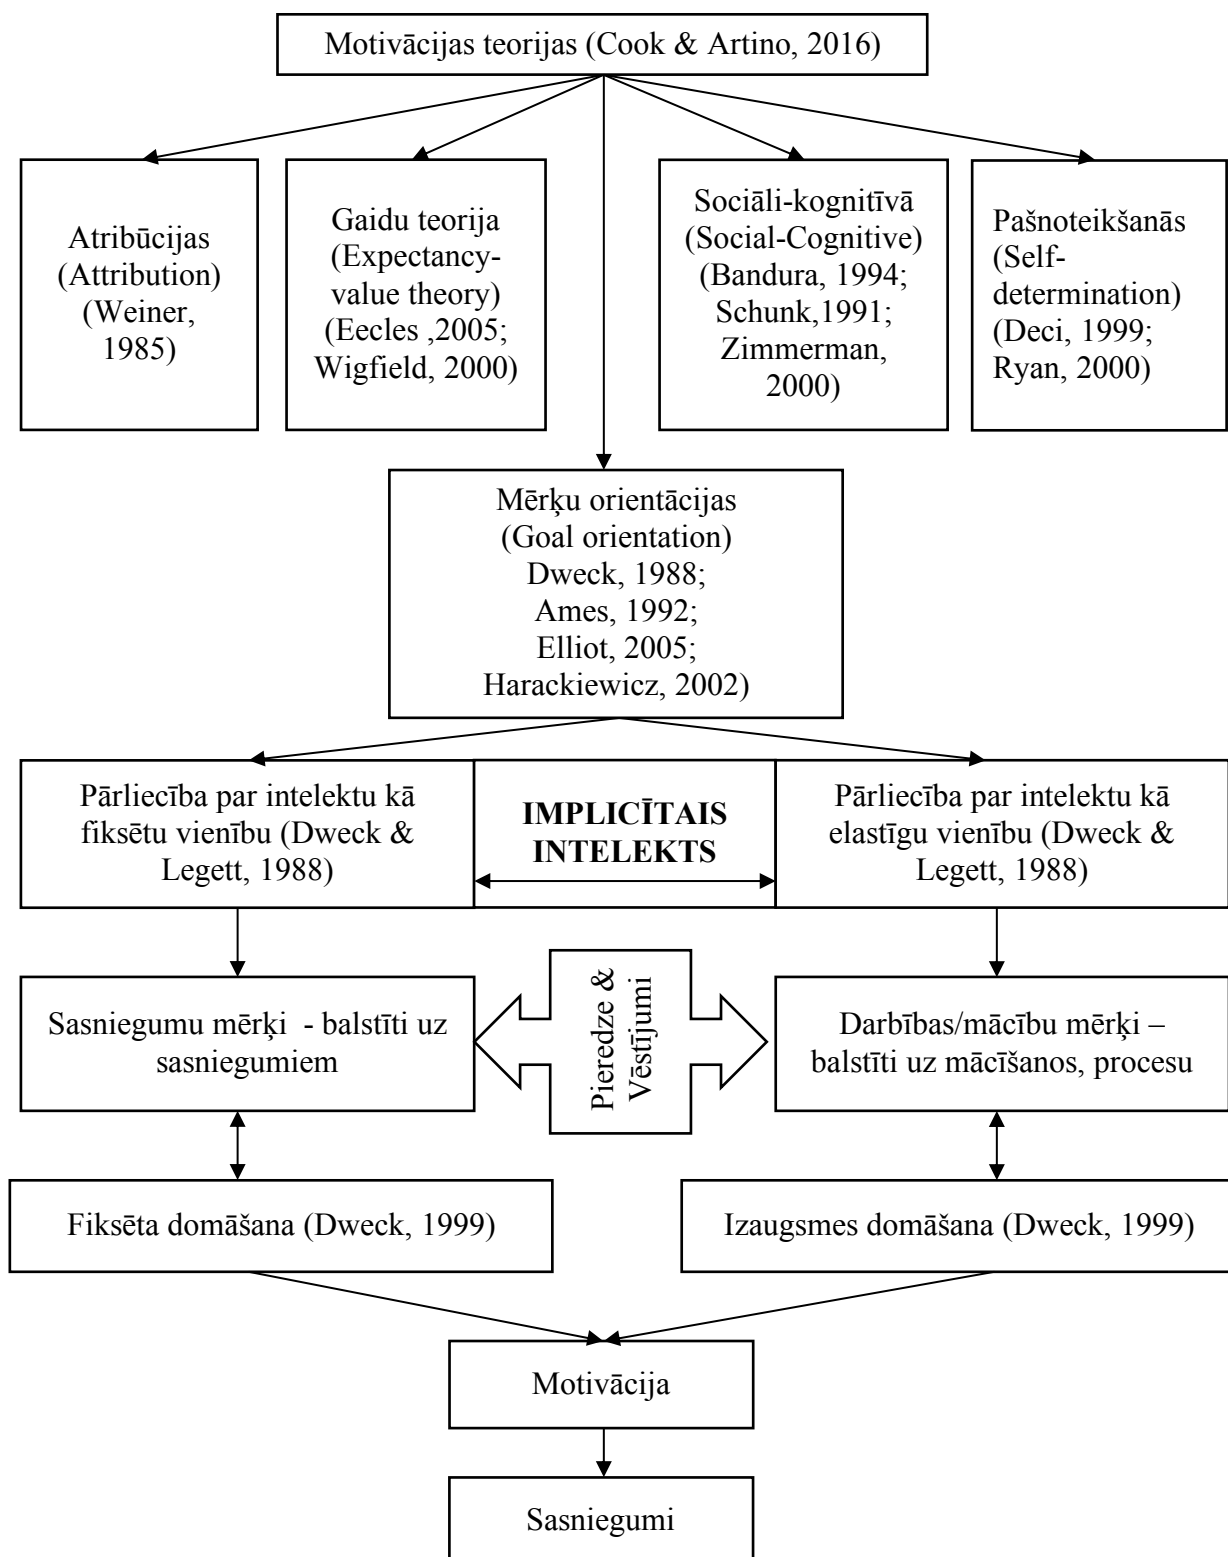 Motivācijas teorijas (Cook & Artino, 2016)
Atribūcijas
(Attribution)
(Weiner,
1985)
Gaidu teorija
(Expectancy-
value theory)
(Eecles ,2005;
Wigfield, 2000)
Sociāli-kognitīvā
(Social-Cognitive)
(Bandura, 1994;
Schunk,1991;
Zimmerman,
2000)
Pašnoteikšanās
(Self-
determination)
(Deci, 1999;
Ryan, 2000)
Mērķu orientācijas
(Goal orientation)
Dweck, 1988;
Ames, 1992;
Elliot, 2005;
Harackiewicz, 2002)
Pārliecība par intelektu kā
fiksētu vienību (Dweck &
Legett, 1988)
IMPLICĪTAIS
INTELEKTS
Pārliecība par intelektu kā
elastīgu vienību (Dweck &
Legett, 1988)
Sasniegumu mērķi  - balstīti uz
sasniegumiem
Pieredze &
Vēstījumi
Darbības/mācību mērķi –
balstīti uz mācīšanos, procesu
Fiksēta domāšana (Dweck, 1999)
Izaugsmes domāšana (Dweck, 1999)
Motivācija
Sasniegumi